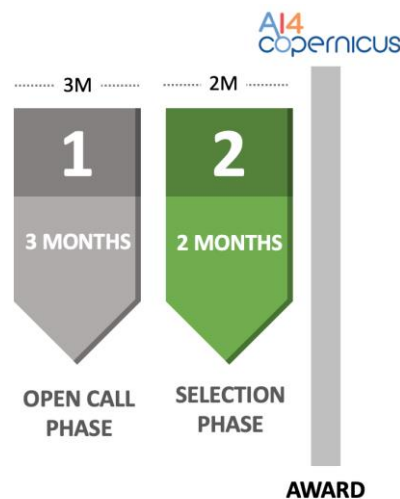 AI4
copernicus
3M
2M
1
2
3 MONTHS
2 MONTHS
OPEN CALL
PHASE
SELECTION
PHASE
AWARD